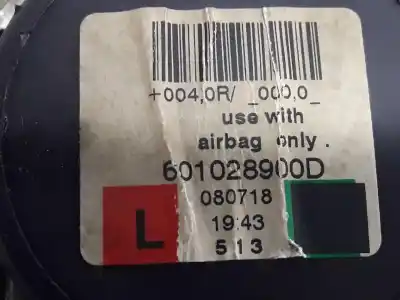 +004,0R/ _000,0_
use with
airbag only .
601028900D
080718
L
19:43
513